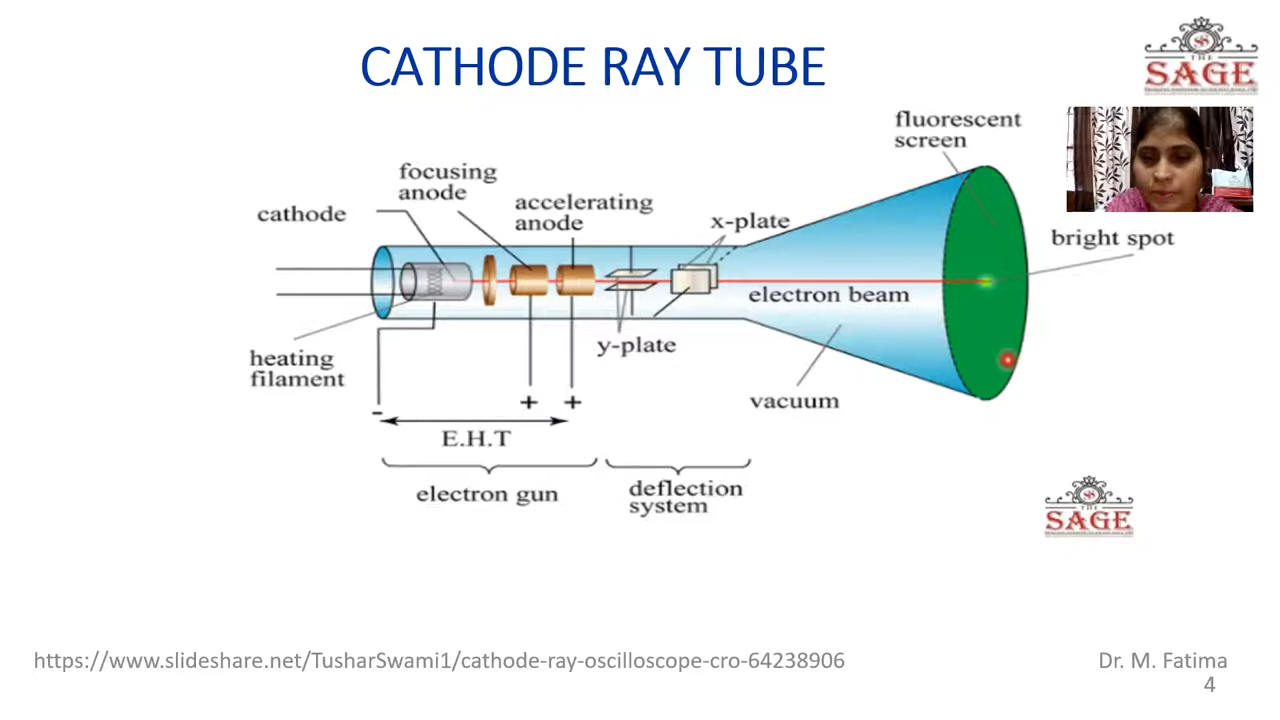 CATHODE RAY TUBE
THE
SAGE
fluorescent
screen
focusing
anode
accelerating
anode
cathode
x-plate
bright spot
electron beam
y-plate
heating
filament
vacuum
-
+
+
E.H.T
electron gun
deflection
system
THE
SAGE
https://www.slideshare.net/TusharSwami1/cathode-ray-oscilloscope-cro-64238906
Dr. M. Fatima
4